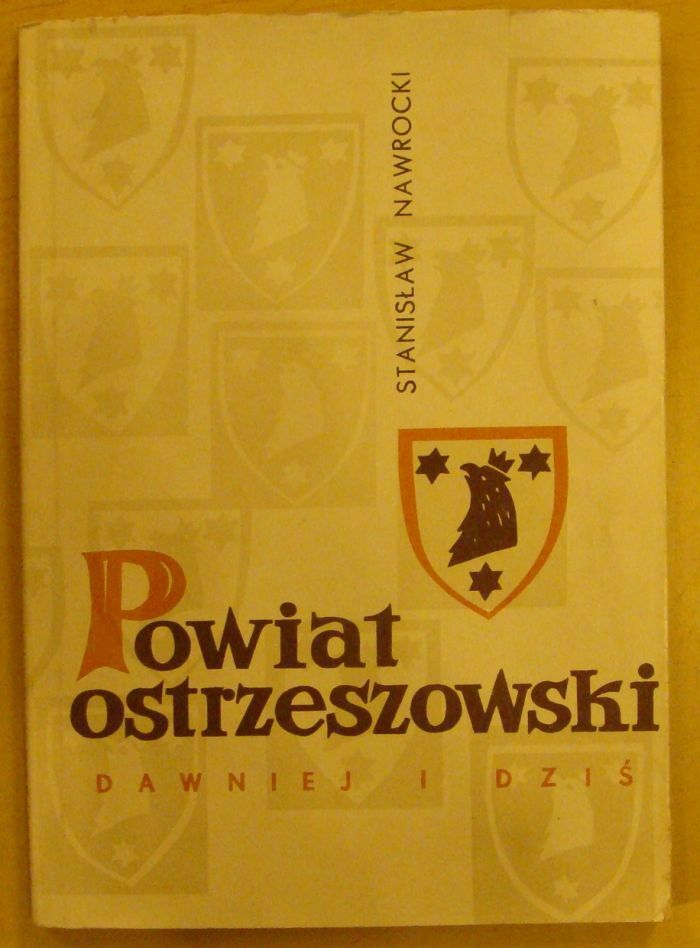 STANISŁAW NAWROCKI
Powiat
ostrzeszowski
DAWNIEJ I DZIŚ